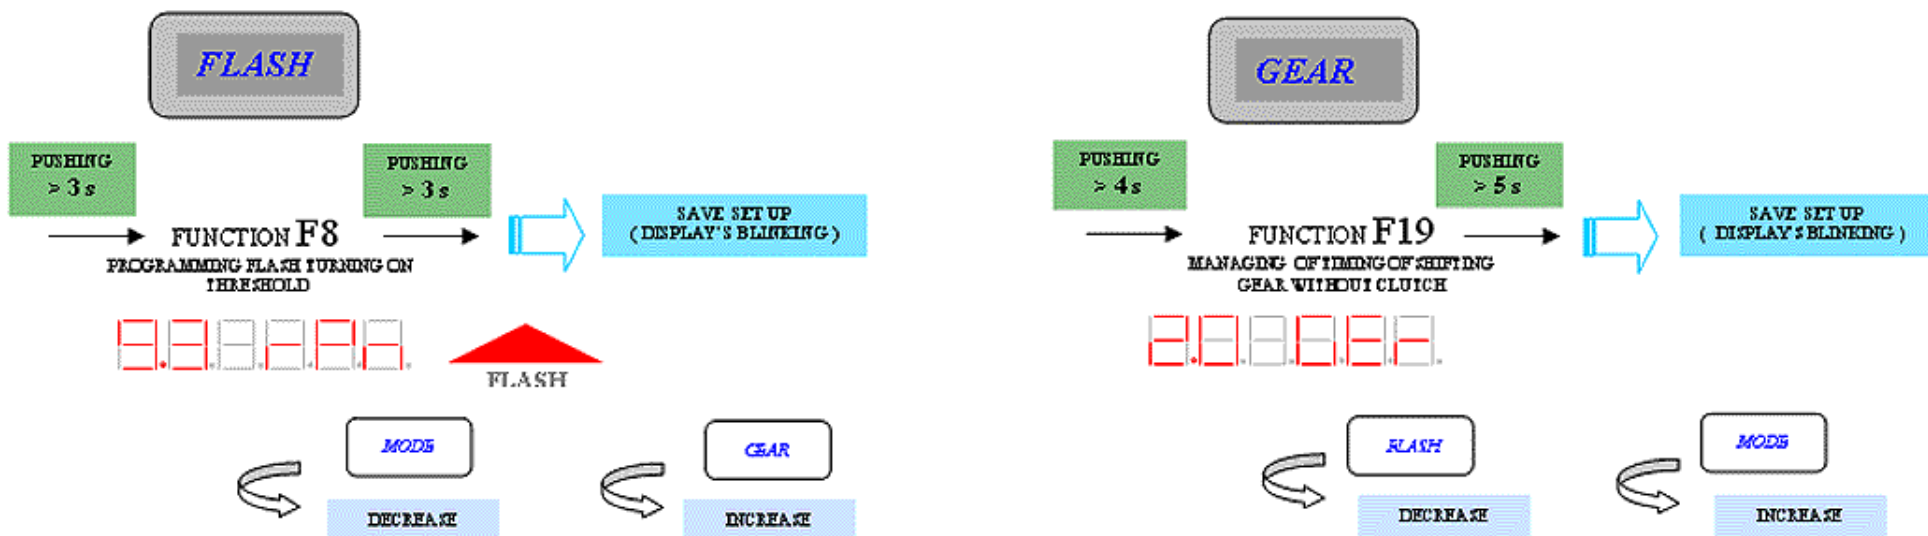 FLASH
PUSHING
> 3 s
PUSHING
> 3 s
FUNCTION F8
PROGRAMMING FLASH TURNING ON
THRESHOLD
SAVE SET UP
( DISPLAY'S BLINKING )
FLASH
MODE
DECREASE
GEAR
INCREASE
GEAR
PUSHING
> 4 s
PUSHING
> 5 s
FUNCTION F19
MANAGING OF TIMING OF SHIFTING
GEAR WITHOUT CLUTCH
SAVE SET UP
( DISPLAY'S BLINKING )
FLASH
DECREASE
MODE
INCREASE